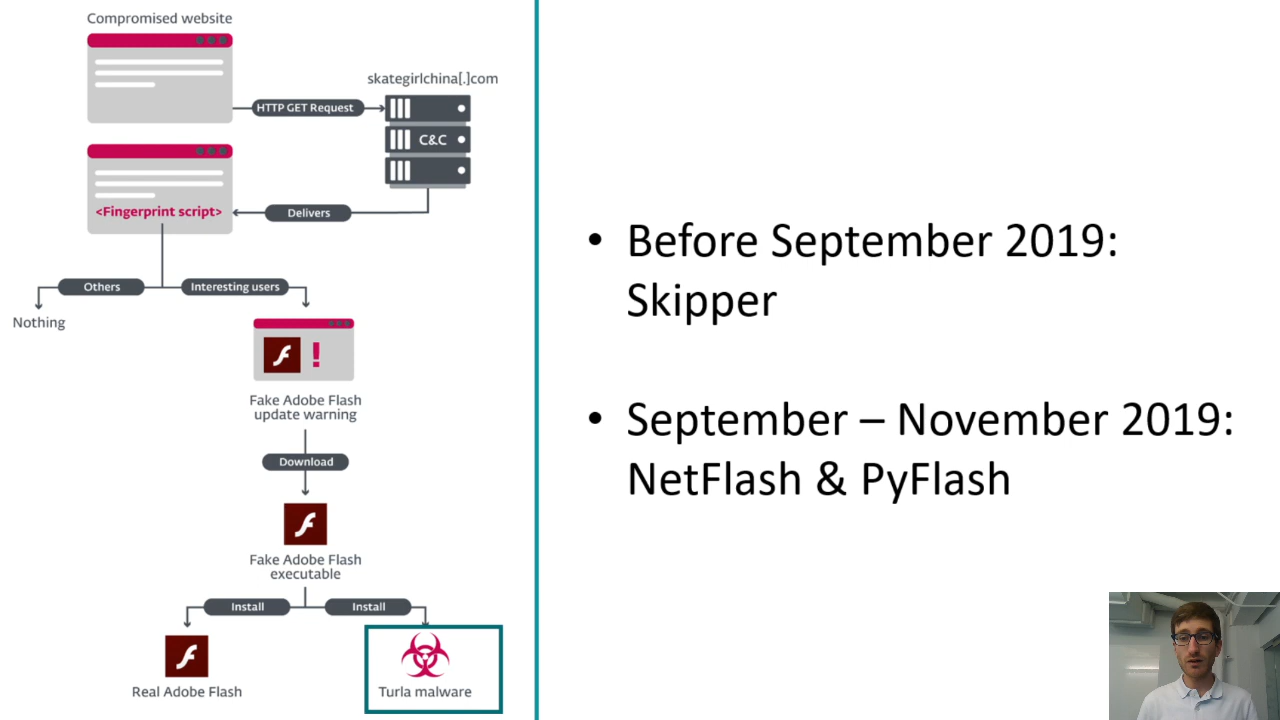 Compromised website
skategirlchina[.]com
HTTP GET Request
C&C
<Fingerprint script>
Delivers
Others
Interesting users
Nothing
Fake Adobe Flash
update warning
Download
Fake Adobe Flash
executable
Install
Install
Real Adobe Flash
Turla malware
• Before September 2019:
Skipper
• September – November 2019:
NetFlash & PyFlash